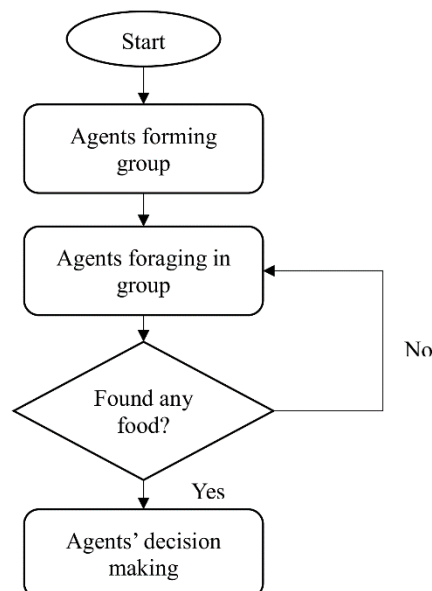 Start
Agents forming
group
Agents foraging in
group
No
Found any
food?
Yes
Agents’ decision
making